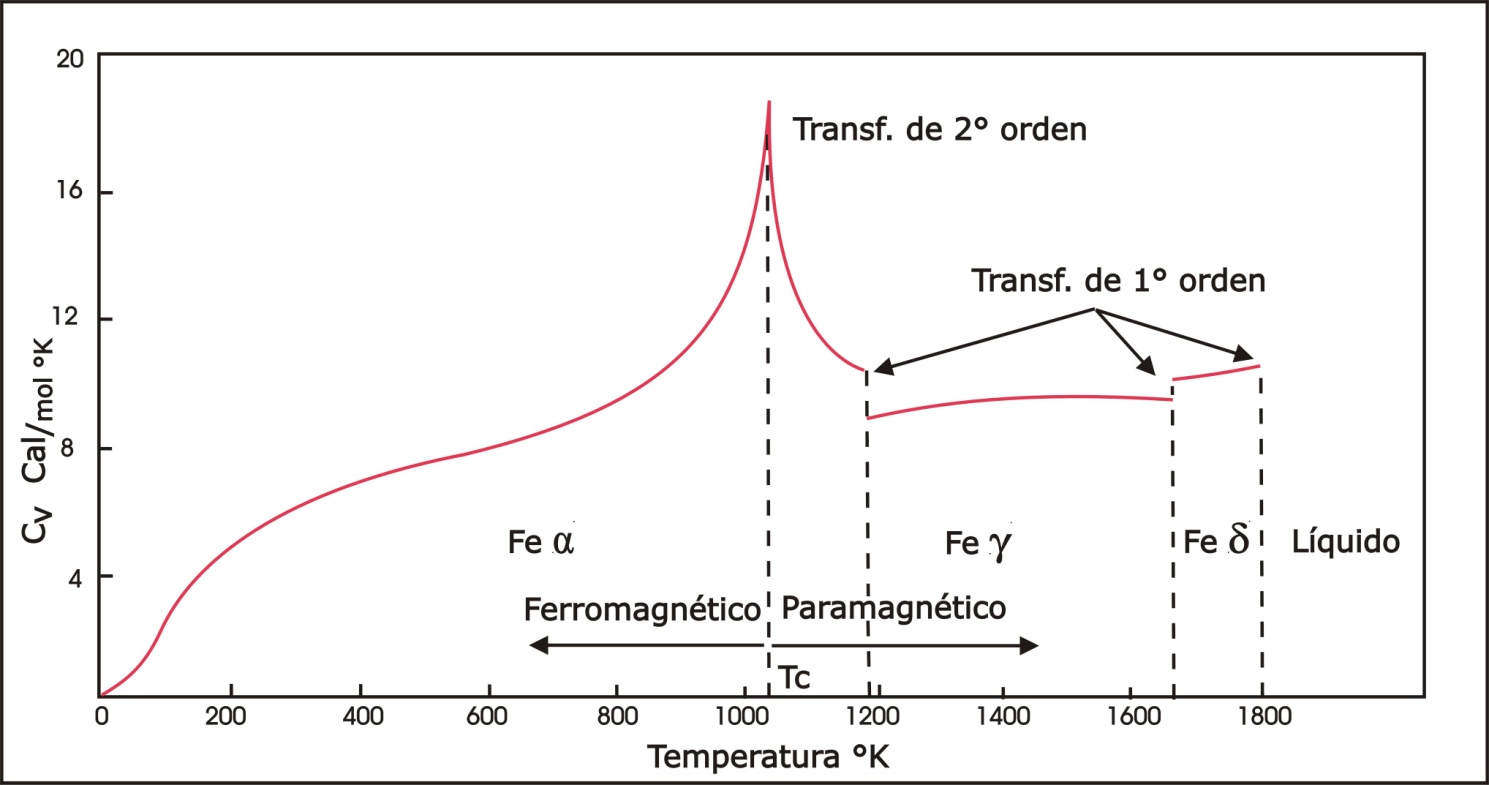 20
Transf. de 2° orden
16
Transf. de 1° orden
12
Cv Cal/mol °K
8
Fe α
Fe γ
Fe δ
Líquido
4
Ferromagnético
Paramagnético
Tc
0 200 400 600 800 1000 1200 1400 1600 1800
Temperatura °K